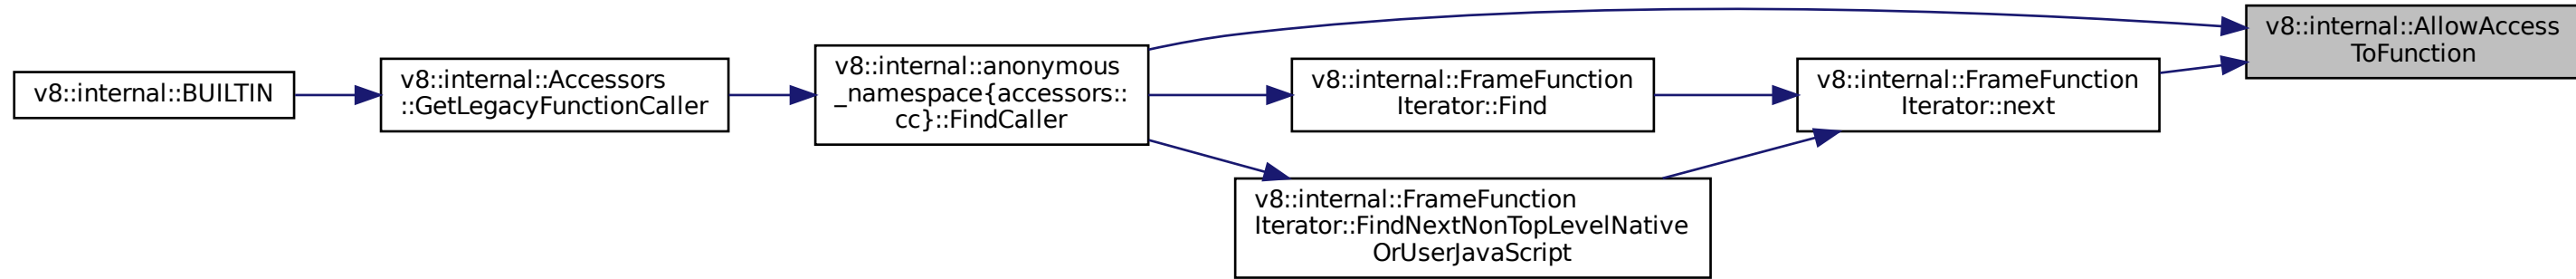 v8::internal::BUILTIN
v8::internal::Accessors
::GetLegacyFunctionCaller
v8::internal::anonymous
_namespace{accessors::
cc}::FindCaller
v8::internal::FrameFunction
Iterator::Find
v8::internal::FrameFunction
Iterator::FindNextNonTopLevelNative
OrUserJavaScript
v8::internal::FrameFunction
Iterator::next
v8::internal::AllowAccess
ToFunction